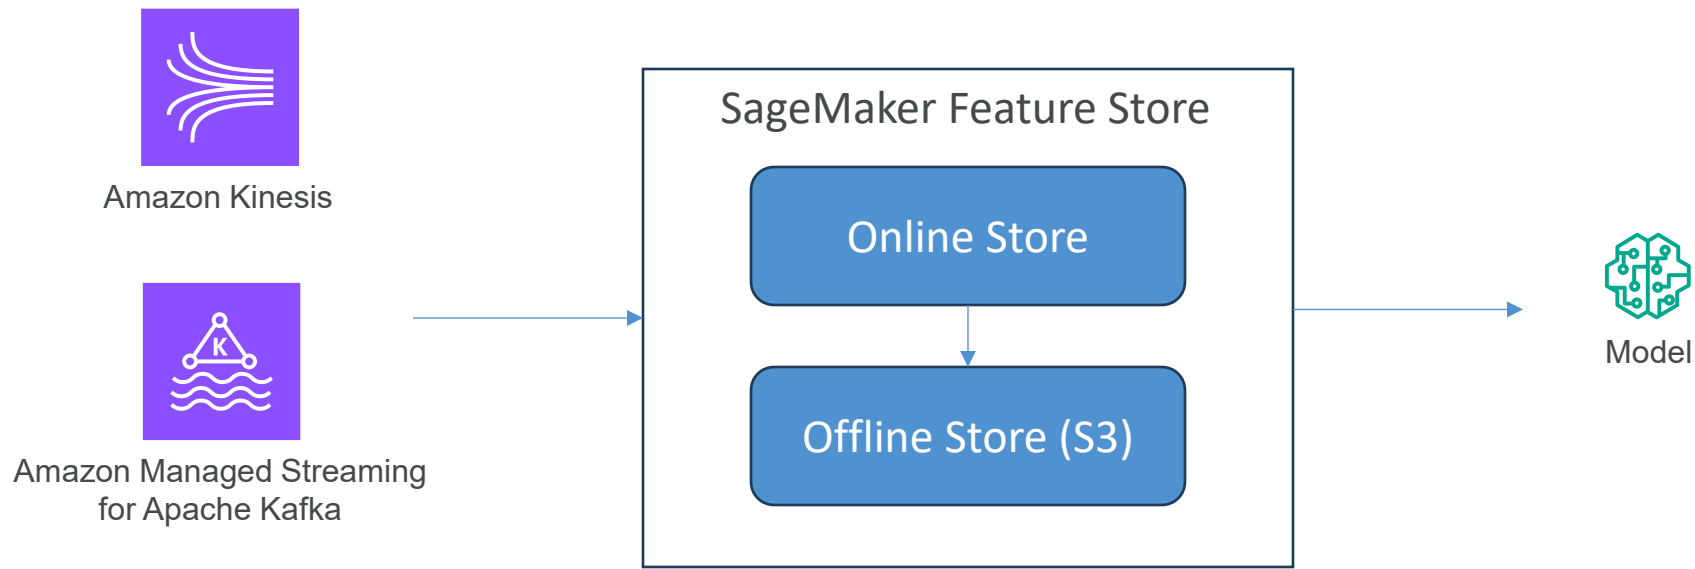 Amazon Kinesis
K
Amazon Managed Streaming
for Apache Kafka
SageMaker Feature Store
Online Store
Offline Store (S3)
Model